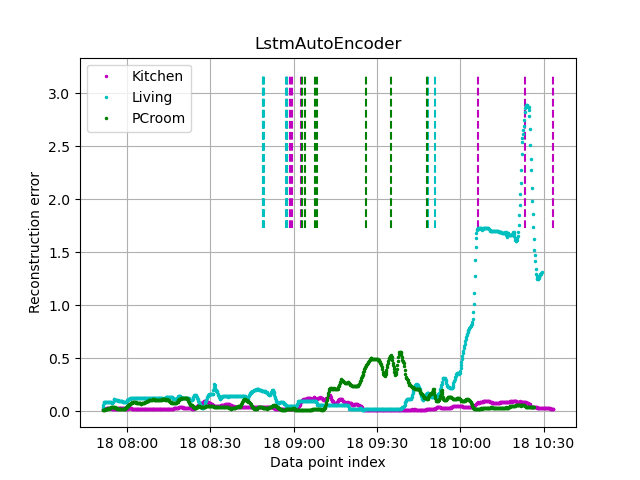 LstmAutoEncoder
Kitchen
Living
PCroom
3.0
2.5
2.0
1.5
1.0
0.5
0.0
Reconstruction error
18 08:00 18 08:30 18 09:00 18 09:30 18 10:00 18 10:30
Data point index